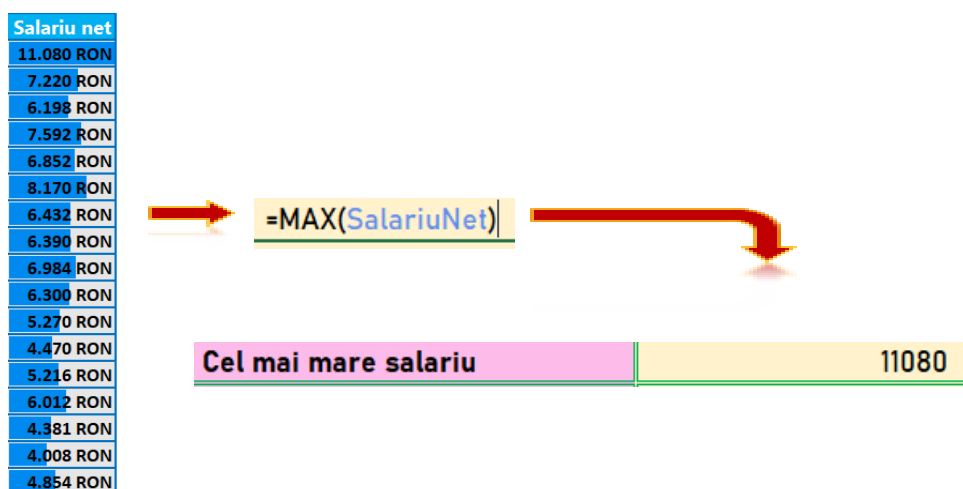 Salariu net
11.080 RON
7.220 RON
6.198 RON
7.592 RON
6.852 RON
8.170 RON
6.432 RON
6.390 RON
6.984 RON
6.300 RON
5.270 RON
4.470 RON
5.216 RON
6.012 RON
4.381 RON
4.008 RON
4.854 RON
=MAX(SalariuNet)
Cel mai mare salariu 11080